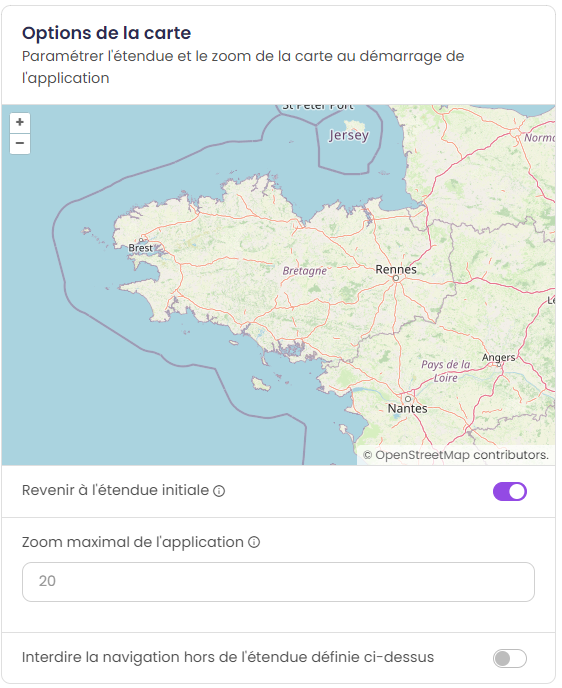 Options de la carte
Paramétrer l'étendue et le zoom de la carte au démarrage de
l'application
+
−
St Peter Port
Jersey
Norm
Brest
Bretagne
Rennes
Le
Angers
Pays de la
Loire
Nantes
© OpenStreetMap contributors.
Revenir à l'étendue initiale
Zoom maximal de l'application
20
Interdire la navigation hors de l'étendue définie ci-dessus